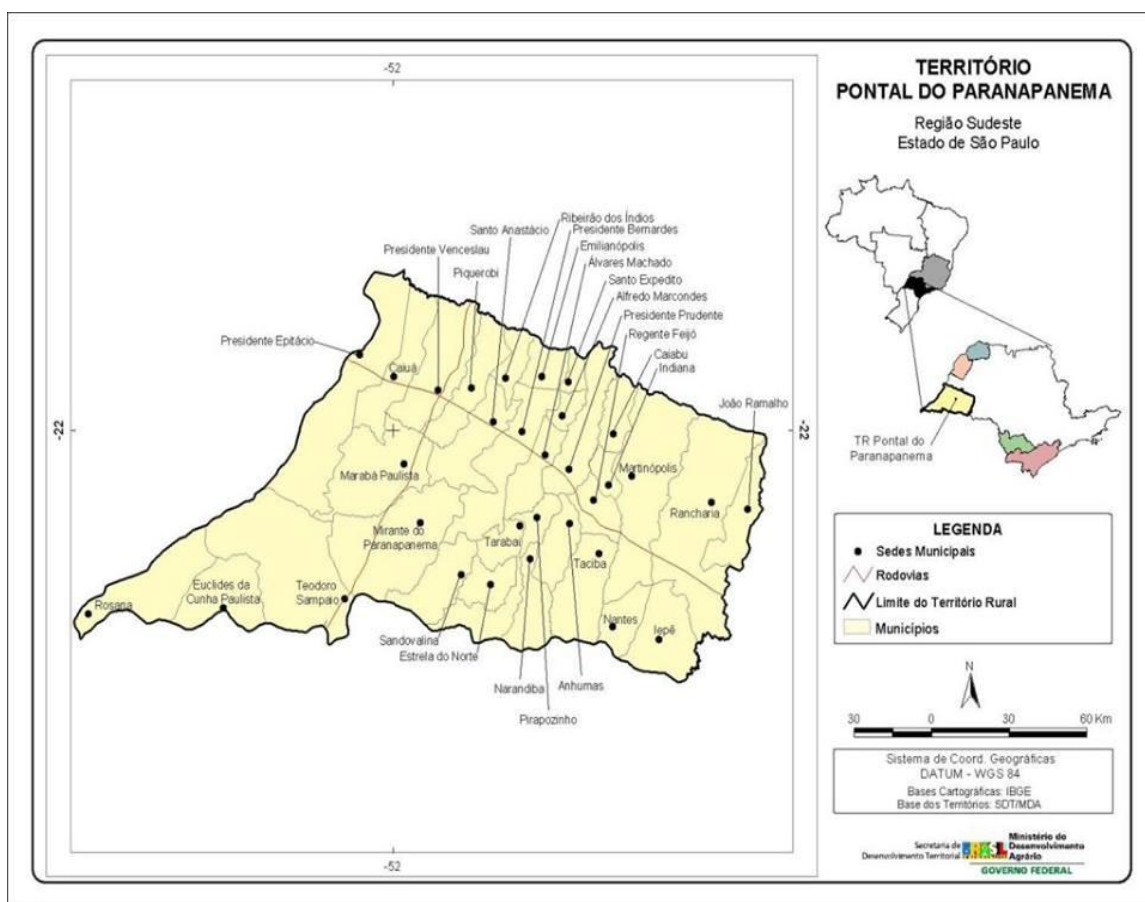 -52
TERRITÓRIO
PONTAL DO PARANAPANEMA
Região Sudeste
Estado de São Paulo
Ribeirão dos Índios
Santo Anastácio
Presidente Bernardes
Presidente Venceslau
Emilianópolis
Piquerobi
Álvares Machado
Santo Expedito
Alfredo Marcondes
Presidente Prudente
Regente Feijó
Presidente Epitácio
Caiuá
Caiabu
Indiana
João Ramalho
-22
-22
Marabá Paulista
Martinópolis
Rancharia
Mirante do
Paranapanema
Tarabai
Taciba
Euclides da
Cunha Paulista
Teodoro
Sampaio
Rosana
Nantes
Iepê
Sandovalina
Estrela do Norte
Narandiba
Anhumas
Pirapozinho
-52
TR Pontal do
Paranapanema
LEGENDA
Sedes Municipais
Rodovias
Limite do Território Rural
Municípios
N
30 0 30 60 Km
Sistema de Coord. Geográficas
DATUM - WGS 84
Bases Cartográficas: IBGE
Base dos Territórios: SDT/MDA
Secretaria de
Desenvolvimento Territorial
BRASIL
Ministério do
Desenvolvimento
Agrário
GOVERNO FEDERAL